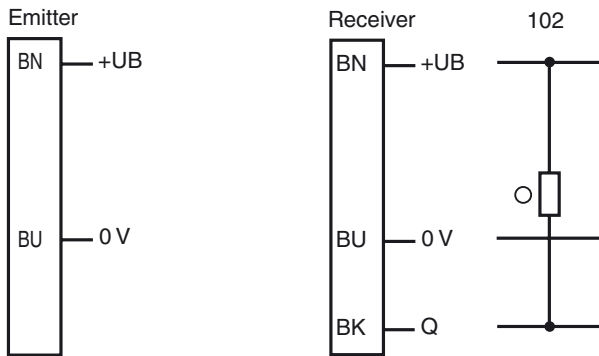 Emitter
BN +UB
BU 0 V
Receiver
BN +UB
BU 0 V
BK Q
102